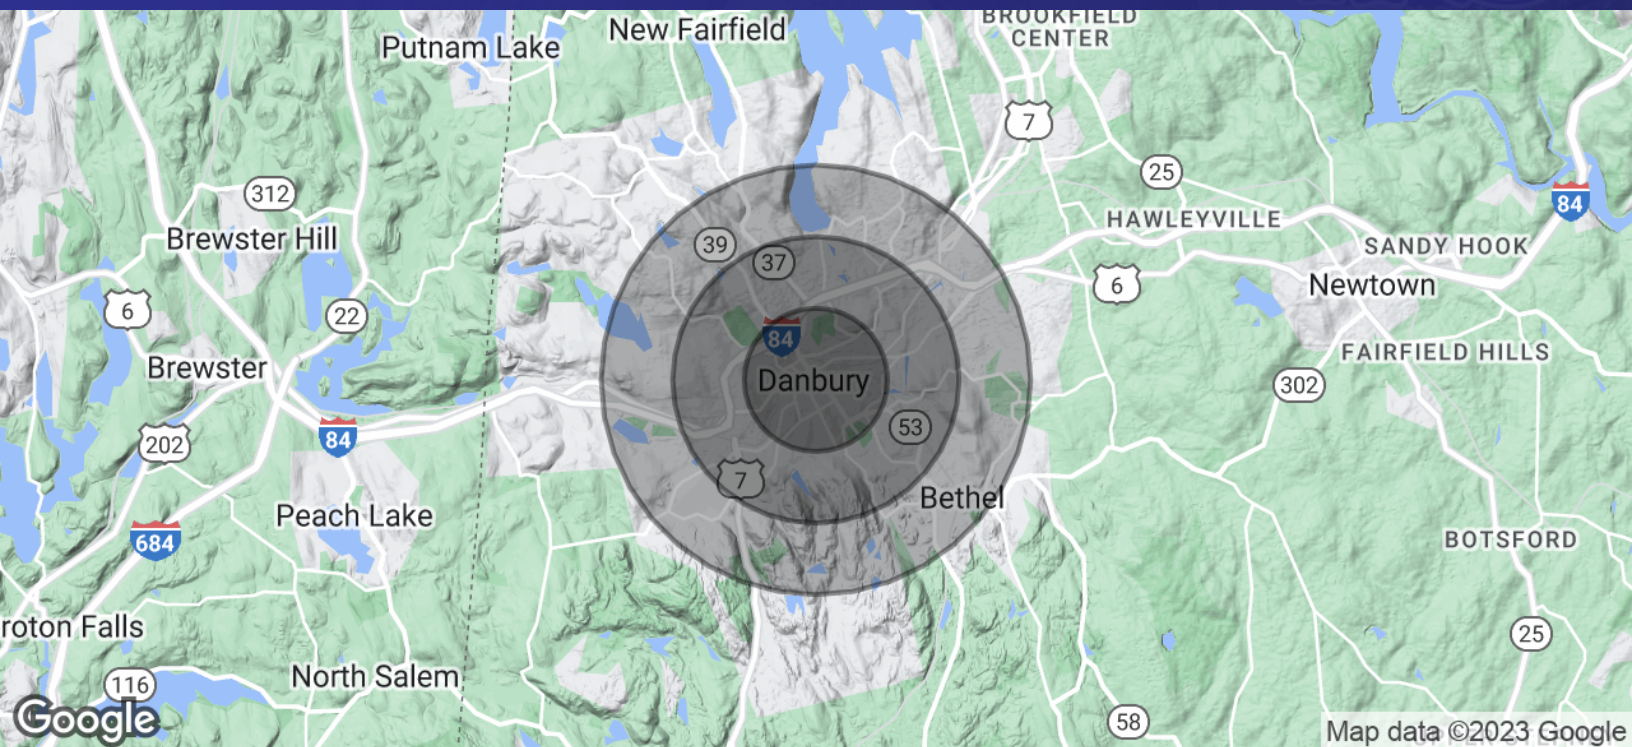 BROOKFIELD
CENTER
New Fairfield
Putnam Lake
7
25
312
84
HAWLEYVILLE
Brewster Hill
39
SANDY HOOK
37
Newtown
6
6
22
84
FAIRFIELD HILLS
Brewster
Danbury
302
53
84
202
7
Bethel
Peach Lake
684
BOTSFORD
roton Falls
25
North Salem
116
Google
58
Map data ©2023 Google